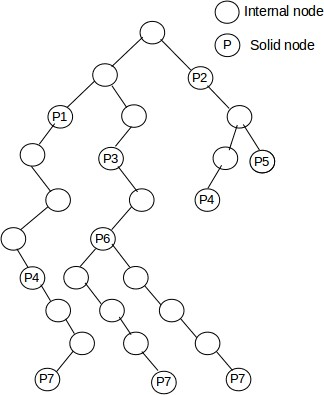 Internal node
P Solid node
P2
P1
P3
P5
P4
P6
P4
P7
P7
P7